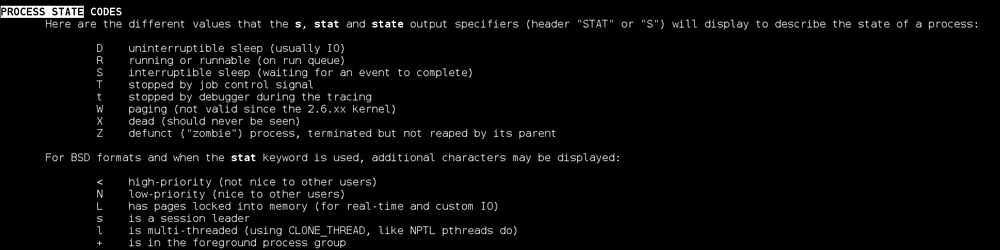 PROCESS STATE CODES
Here are the different values that the s, stat and state output specifiers (header "STAT" or "S") will display to describe the state of a process:
D    uninterruptible sleep (usually IO)
R    running or runnable (on run queue)
S    interruptible sleep (waiting for an event to complete)
T    stopped by job control signal
t    stopped by debugger during the tracing
W    paging (not valid since the 2.6.xx kernel)
X    dead (should never be seen)
Z    defunct ("zombie") process, terminated but not reaped by its parent
For BSD formats and when the stat keyword is used, additional characters may be displayed:
<    high-priority (not nice to other users)
N    low-priority (nice to other users)
L    has pages locked into memory (for real-time and custom IO)
s    is a session leader
l    is multi-threaded (using CLONE_THREAD, like NPTL pthreads do)
+    is in the foreground process group